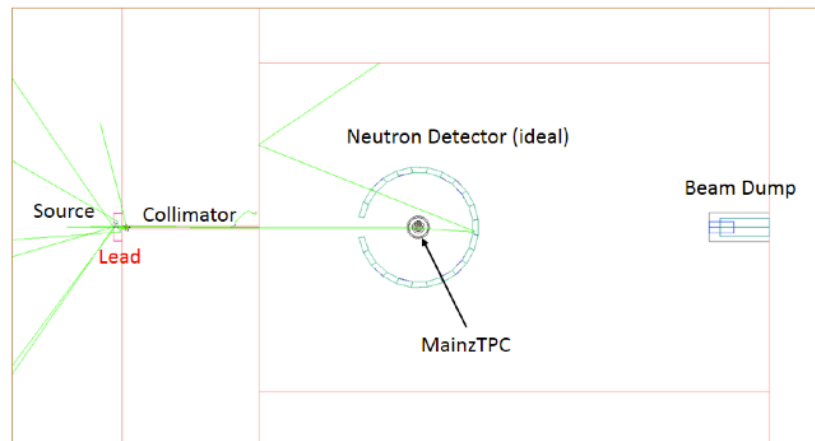 Neutron Detector (ideal)
Beam Dump
Source
Collimator
Lead
MainzTPC